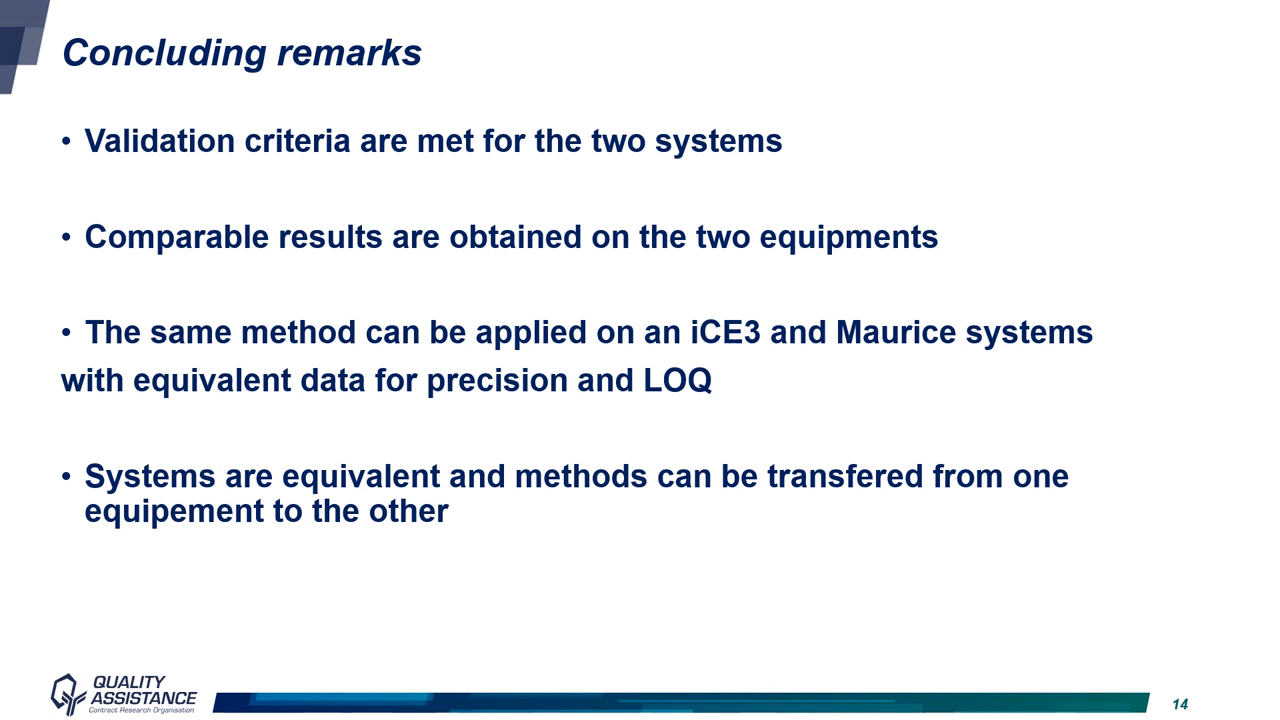 Concluding remarks
• Validation criteria are met for the two systems
• Comparable results are obtained on the two equipments
• The same method can be applied on an iCE3 and Maurice systems
with equivalent data for precision and LOQ
• Systems are equivalent and methods can be transfered from one
equipement to the other
QUALITY
ASSISTANCE
Contract Research Organisation
14